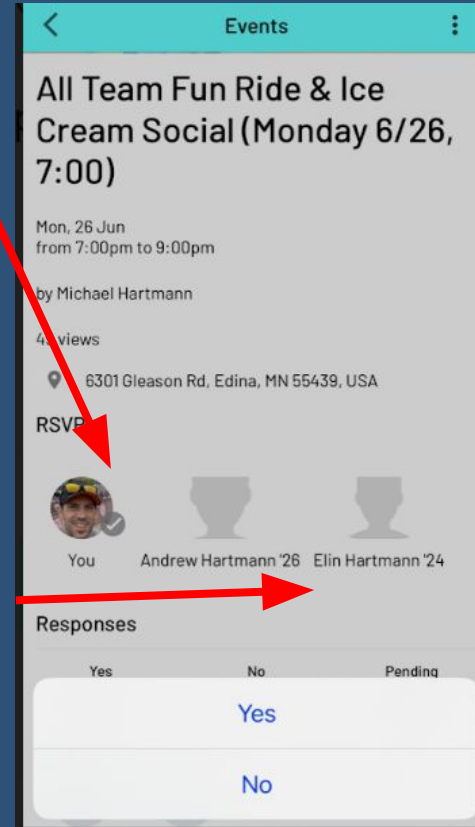 Events
All Team Fun Ride & Ice
Cream Social (Monday 6/26,
7:00)
Mon, 26 Jun
from 7:00pm to 9:00pm
by Michael Hartmann
views
6301 Gleason Rd, Edina, MN 55439, USA
RSVP
You Andrew Hartmann '26 Elin Hartmann '24
Responses
Yes No Pending
Yes
No